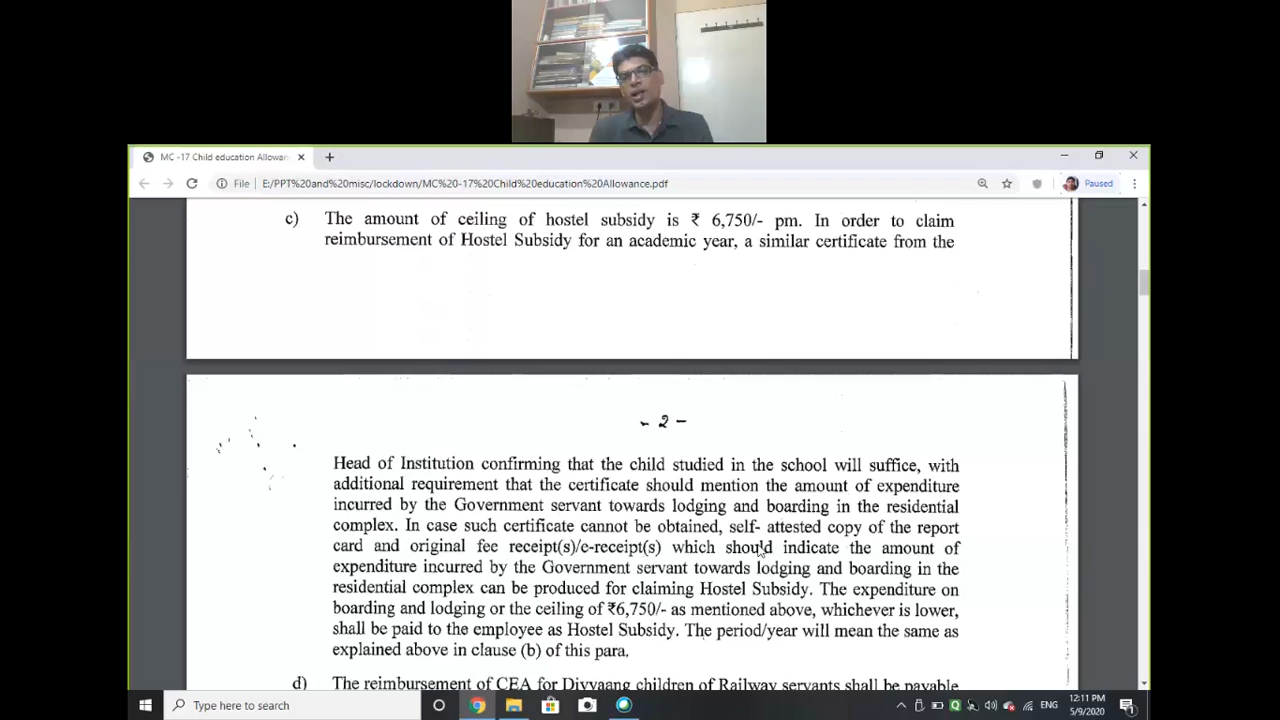 MC -17 Child education Allowan
File
E:/PPT%20and%20misc/lockdown/MC%20-17%20Child%20education%20Allowance.pdf
Paused
c) The amount of ceiling of hostel subsidy is ₹ 6,750/- pm. In order to claim
reimbursement of Hostel Subsidy for an academic year, a similar certificate from the
- 2 -
Head of Institution confirming that the child studied in the school will suffice, with
additional requirement that the certificate should mention the amount of expenditure
incurred by the Government servant towards lodging and boarding in the residential
complex. In case such certificate cannot be obtained, self- attested copy of the report
card and original fee receipt(s)/e-receipt(s) which should indicate the amount of
expenditure incurred by the Government servant towards lodging and boarding in the
residential complex can be produced for claiming Hostel Subsidy. The expenditure on
boarding and lodging or the ceiling of ₹6,750/- as mentioned above, whichever is lower,
shall be paid to the employee as Hostel Subsidy. The period/year will mean the same as
explained above in clause (b) of this para.
d) The reimbursement of CEA for Divyaang children of Railway servants shall be payable
Type here to search
ENG
12:11 PM
5/9/2020